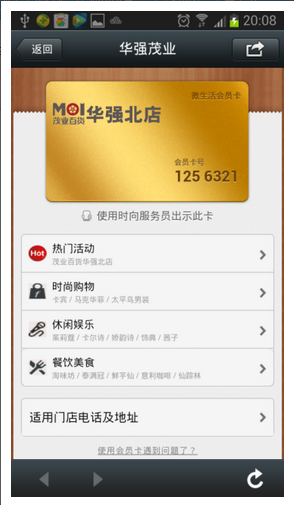 20:08
返回
华强茂业
微生活会员卡
MOI
茂业百货
华强北店
会员卡号
125 6321
使用时向服务员出示此卡
Hot
热门活动
茂业百货华强北店
时尚购物
卡宾 / 马克华菲 / 太平鸟男装
休闲娱乐
茱莉蔻 / 卡尔诗 / 娇韵诗 / 饰典 / 茜子
餐饮美食
淘味坊 / 泰满冠 / 鲜芋仙 / 意利咖啡 / 仙踪林
适用门店电话及地址
使用会员卡遇到问题了？